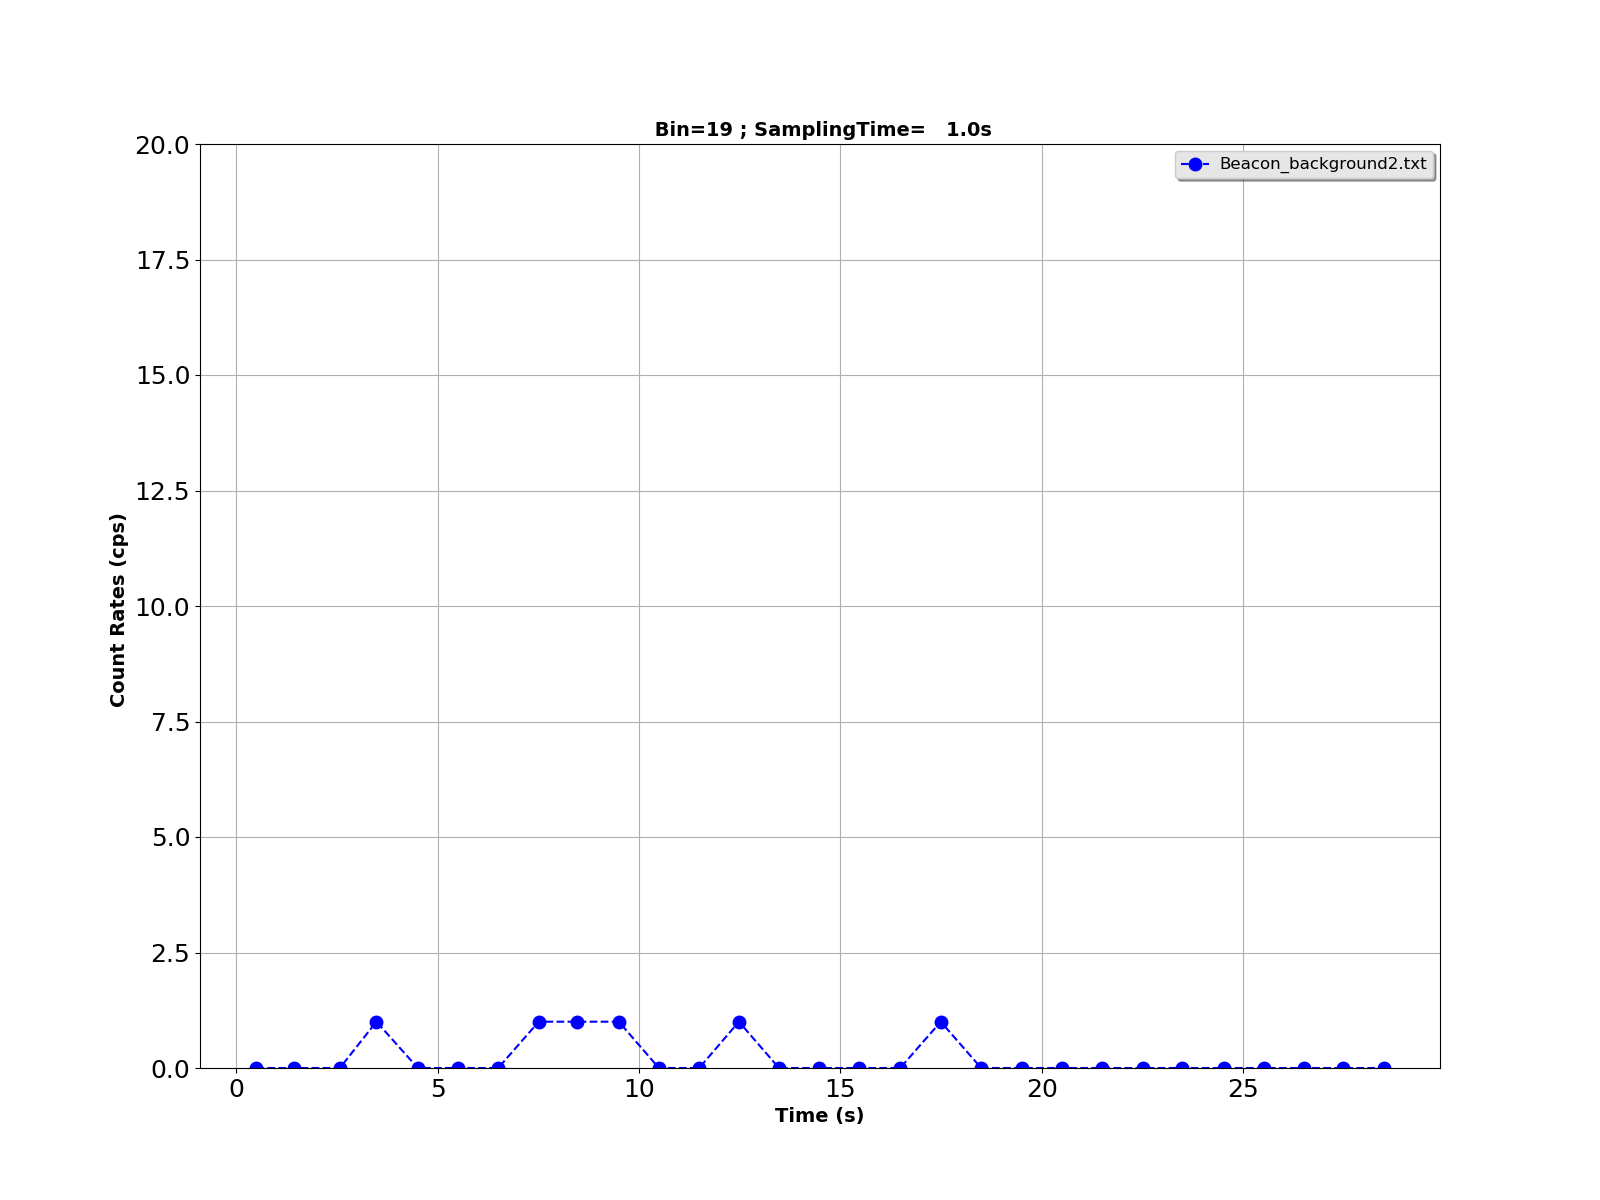 Bin=19 ; SamplingTime=   1.0s
Beacon_background2.txt
20.0
17.5
15.0
12.5
10.0
7.5
5.0
2.5
0.0
Count Rates (cps)
0 5 10 15 20 25
Time (s)